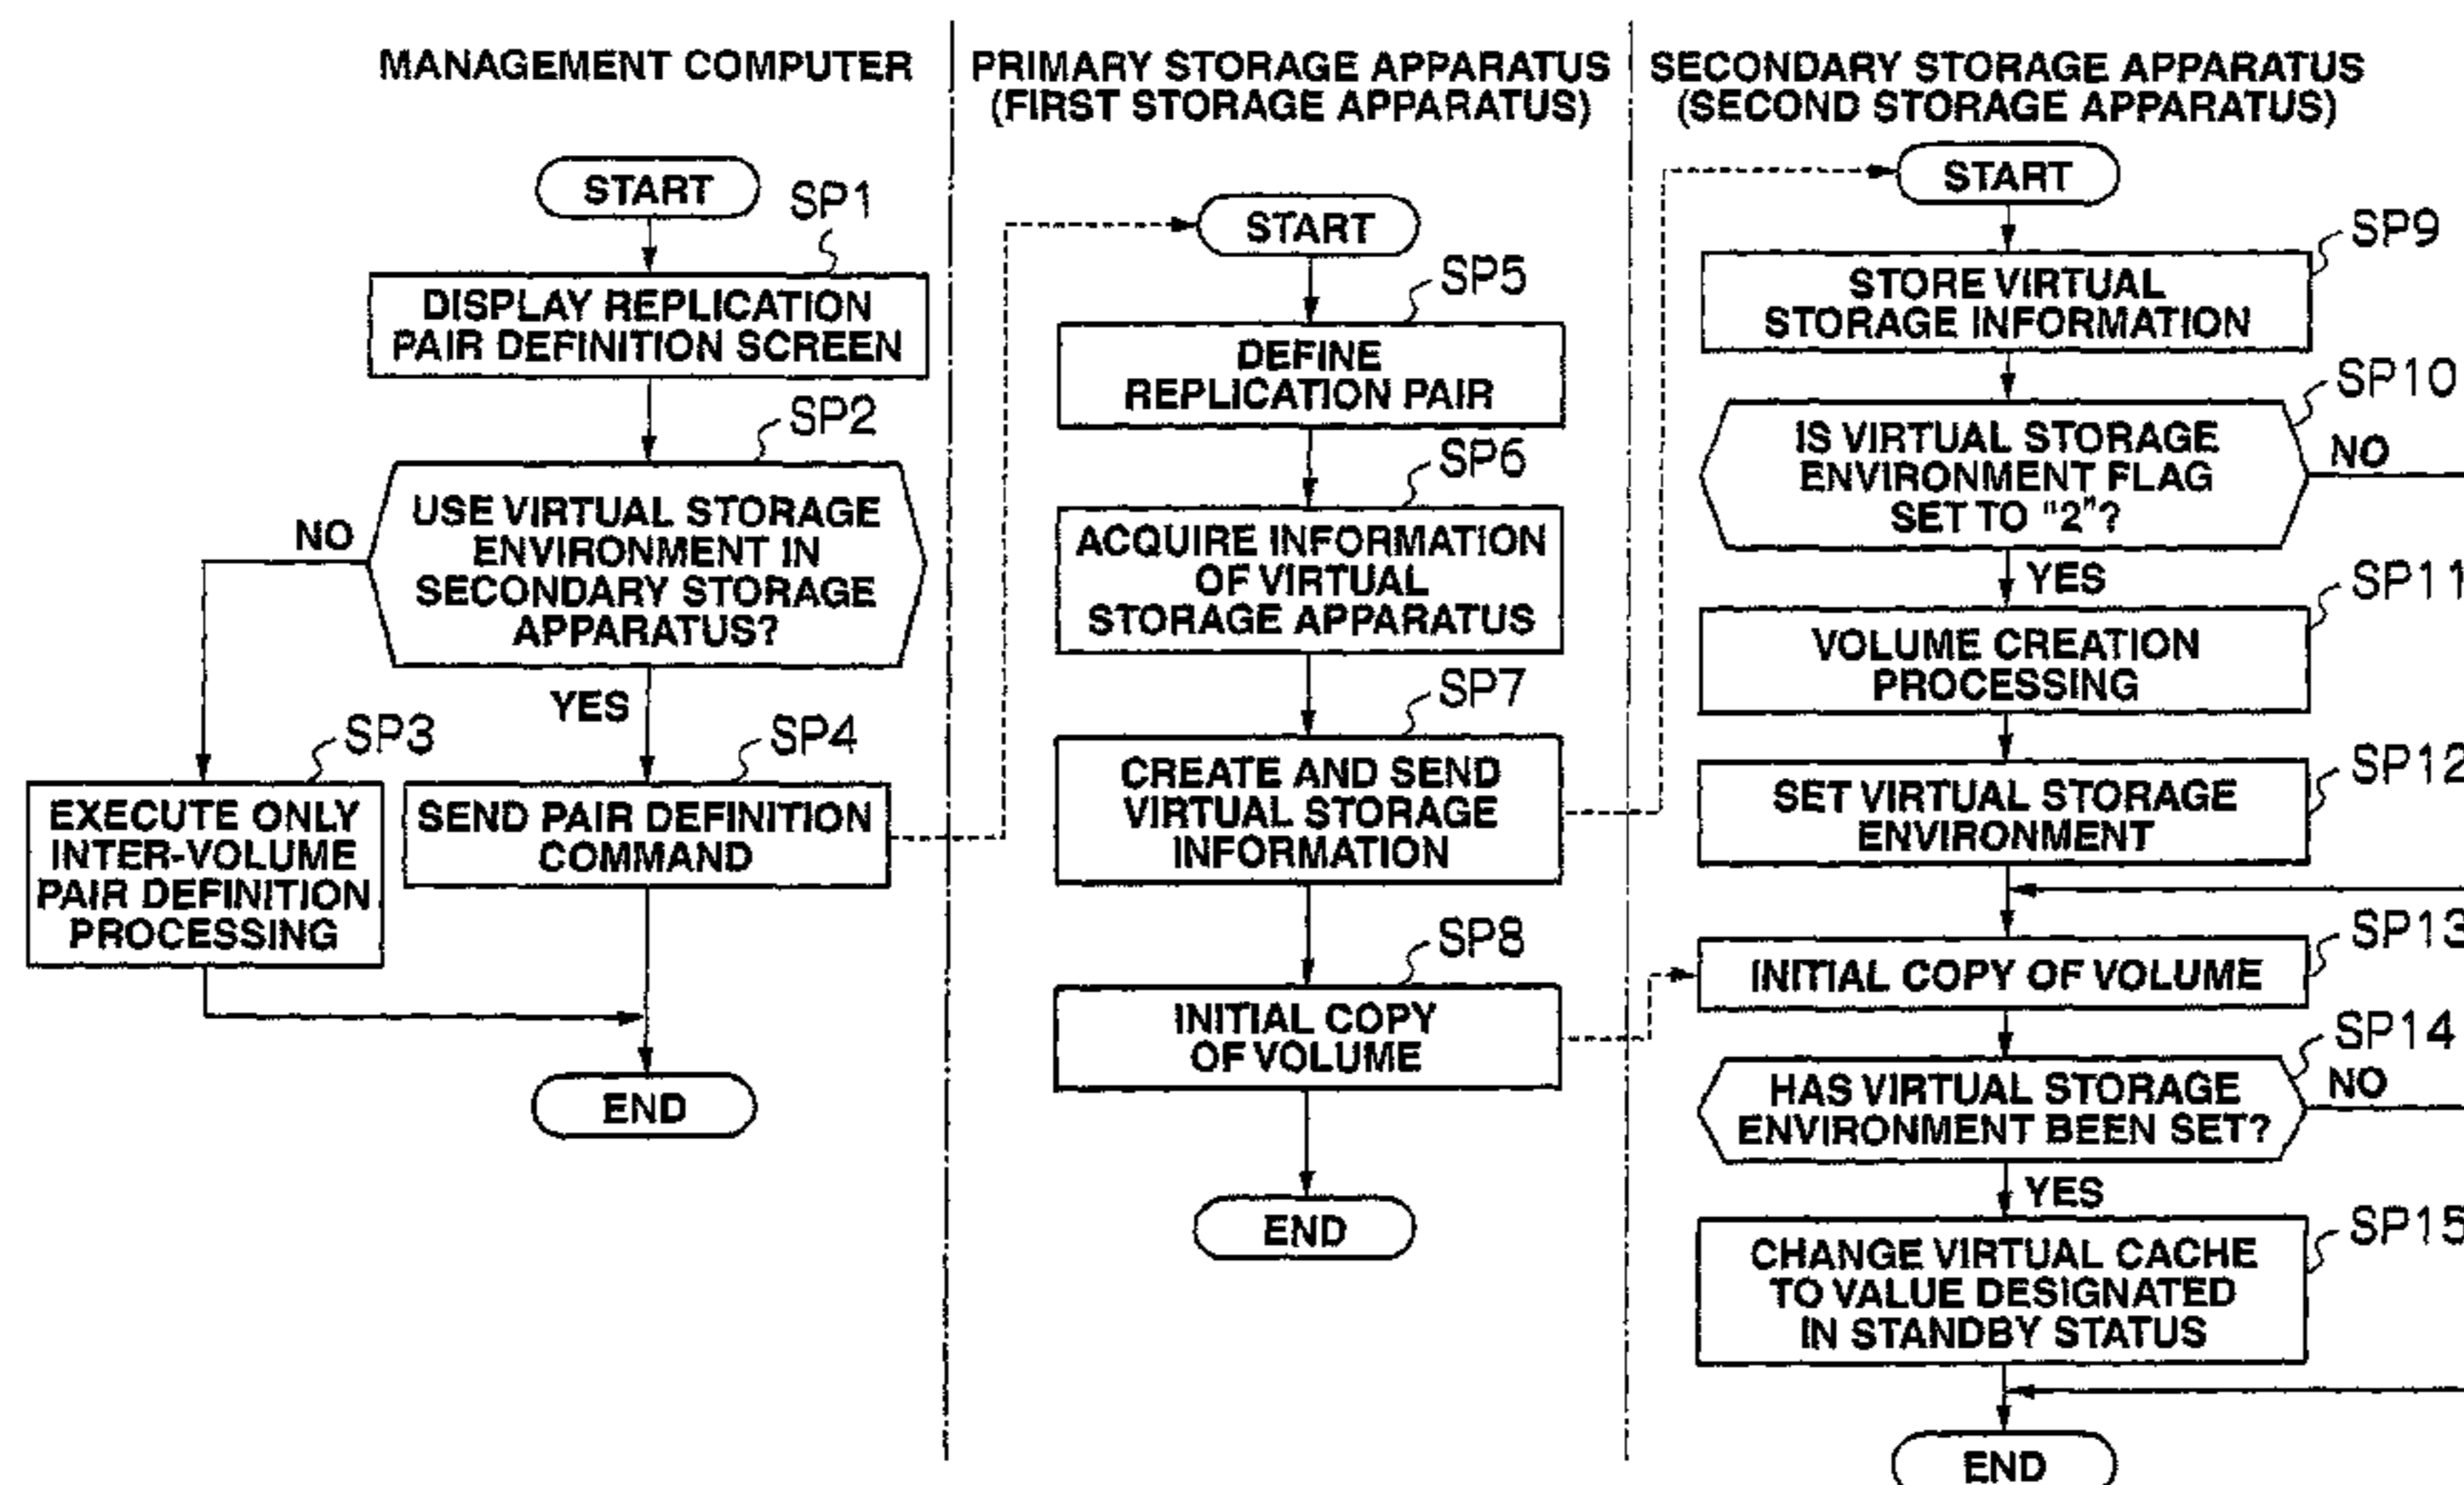 MANAGEMENT COMPUTER
START
SP1
DISPLAY REPLICATION
PAIR DEFINITION SCREEN
SP2
USE VIRTUAL STORAGE
ENVIRONMENT IN
SECONDARY STORAGE
APPARATUS?
NO
YES
SP3
EXECUTE ONLY
INTER-VOLUME
PAIR DEFINITION
PROCESSING
SP4
SEND PAIR DEFINITION
COMMAND
END
PRIMARY STORAGE APPARATUS
(FIRST STORAGE APPARATUS)
START
SP5
DEFINE
REPLICATION PAIR
SP6
ACQUIRE INFORMATION
OF VIRTUAL
STORAGE APPARATUS
SP7
CREATE AND SEND
VIRTUAL STORAGE
INFORMATION
SP8
INITIAL COPY
OF VOLUME
END
SECONDARY STORAGE APPARATUS
(SECOND STORAGE APPARATUS)
START
SP9
STORE VIRTUAL
STORAGE INFORMATION
SP10
IS VIRTUAL STORAGE
ENVIRONMENT FLAG
SET TO "2"?
NO
YES
SP11
VOLUME CREATION
PROCESSING
SP12
SET VIRTUAL STORAGE
ENVIRONMENT
SP13
INITIAL COPY OF VOLUME
SP14
HAS VIRTUAL STORAGE
ENVIRONMENT BEEN SET?
NO
YES
SP15
CHANGE VIRTUAL CACHE
TO VALUE DESIGNATED
IN STANDBY STATUS
END